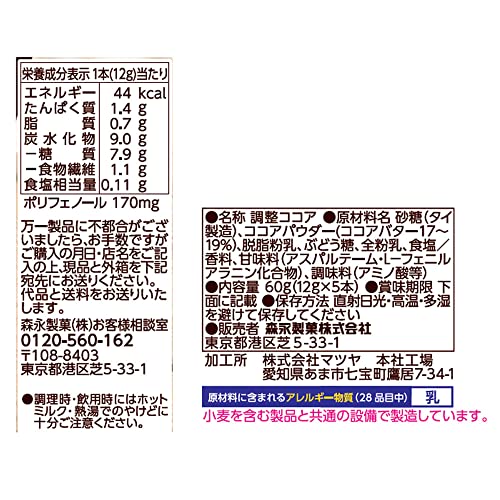 栄養成分表示 1本(12g)当たり
エネルギー 44 kcal
たんぱく質 1.4 g
脂質 0.7 g
炭水化物 9.0 g
－糖質 7.9 g
－食物繊維 1.1 g
食塩相当量 0.11 g
ポリフェノール 170mg
万一製品に不都合がござ
いましたら、お手数ですが
ご購入の月日・店名をご記
入の上、現品と外箱を下記
宛先にお送りください。
代品と送料をお送りいた
します。
森永製菓(株)お客様相談室
0120-560-162
〒108-8403
東京都港区芝5-33-1
●調理時・飲用時にはホット
ミルク・熱湯でのやけどに
十分ご注意ください。
●名称 調整ココア ●原材料名 砂糖(タイ
製造)、ココアパウダー(ココアバター17～
19%)、脱脂粉乳、ぶどう糖、全粉乳、食塩／
香料、甘味料(アスパルテーム・L-フェニル
アラニン化合物)、調味料(アミノ酸等)
●内容量 60g(12g×5本) ●賞味期限 下
面に記載 ●保存方法 直射日光・高温・多湿
を避けて保存してください
●販売者 森永製菓株式会社
東京都港区芝5-33-1
加工所 株式会社マツヤ 本社工場
愛知県あま市七宝町鷹居7-34-1
原材料に含まれるアレルギー物質(28品目中) 乳
小麦を含む製品と共通の設備で製造しています。